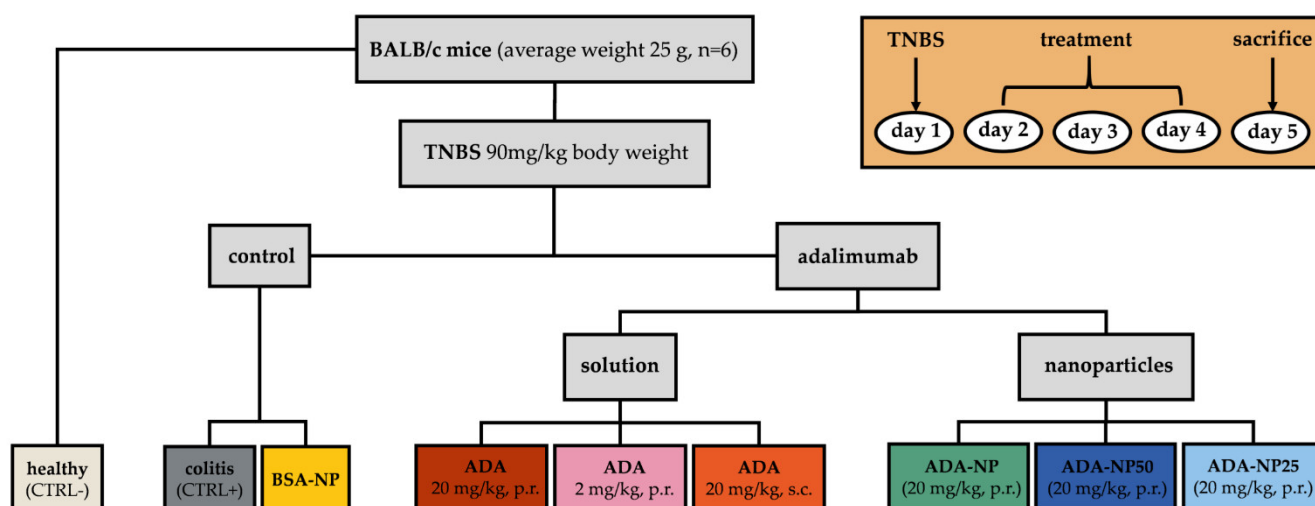 BALB/c mice (average weight 25 g, n=6)
TNBS 90mg/kg body weight
TNBS
treatment
sacrifice
day 1
day 2
day 3
day 4
day 5
control
adalimumab
solution
nanoparticles
healthy
(CTRL-)
colitis
(CTRL+)
BSA-NP
ADA
20 mg/kg, p.r.
ADA
2 mg/kg, p.r.
ADA
20 mg/kg, s.c.
ADA-NP
(20 mg/kg, p.r.)
ADA-NP50
(20 mg/kg, p.r.)
ADA-NP25
(20 mg/kg, p.r.)